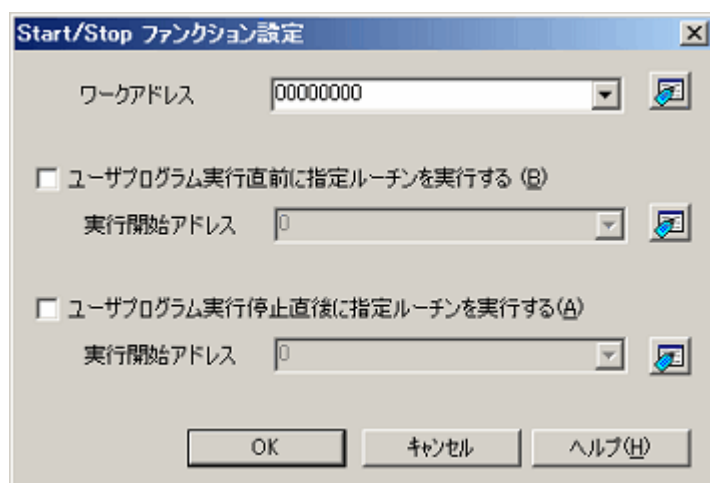 Start/Stop ファンクション設定
ワークアドレス 00000000
ユーザプログラム実行直前に指定ルーチンを実行する (B)
実行開始アドレス 0
ユーザプログラム実行停止直後に指定ルーチンを実行する(A)
実行開始アドレス 0
OK キャンセル ヘルプ(H)